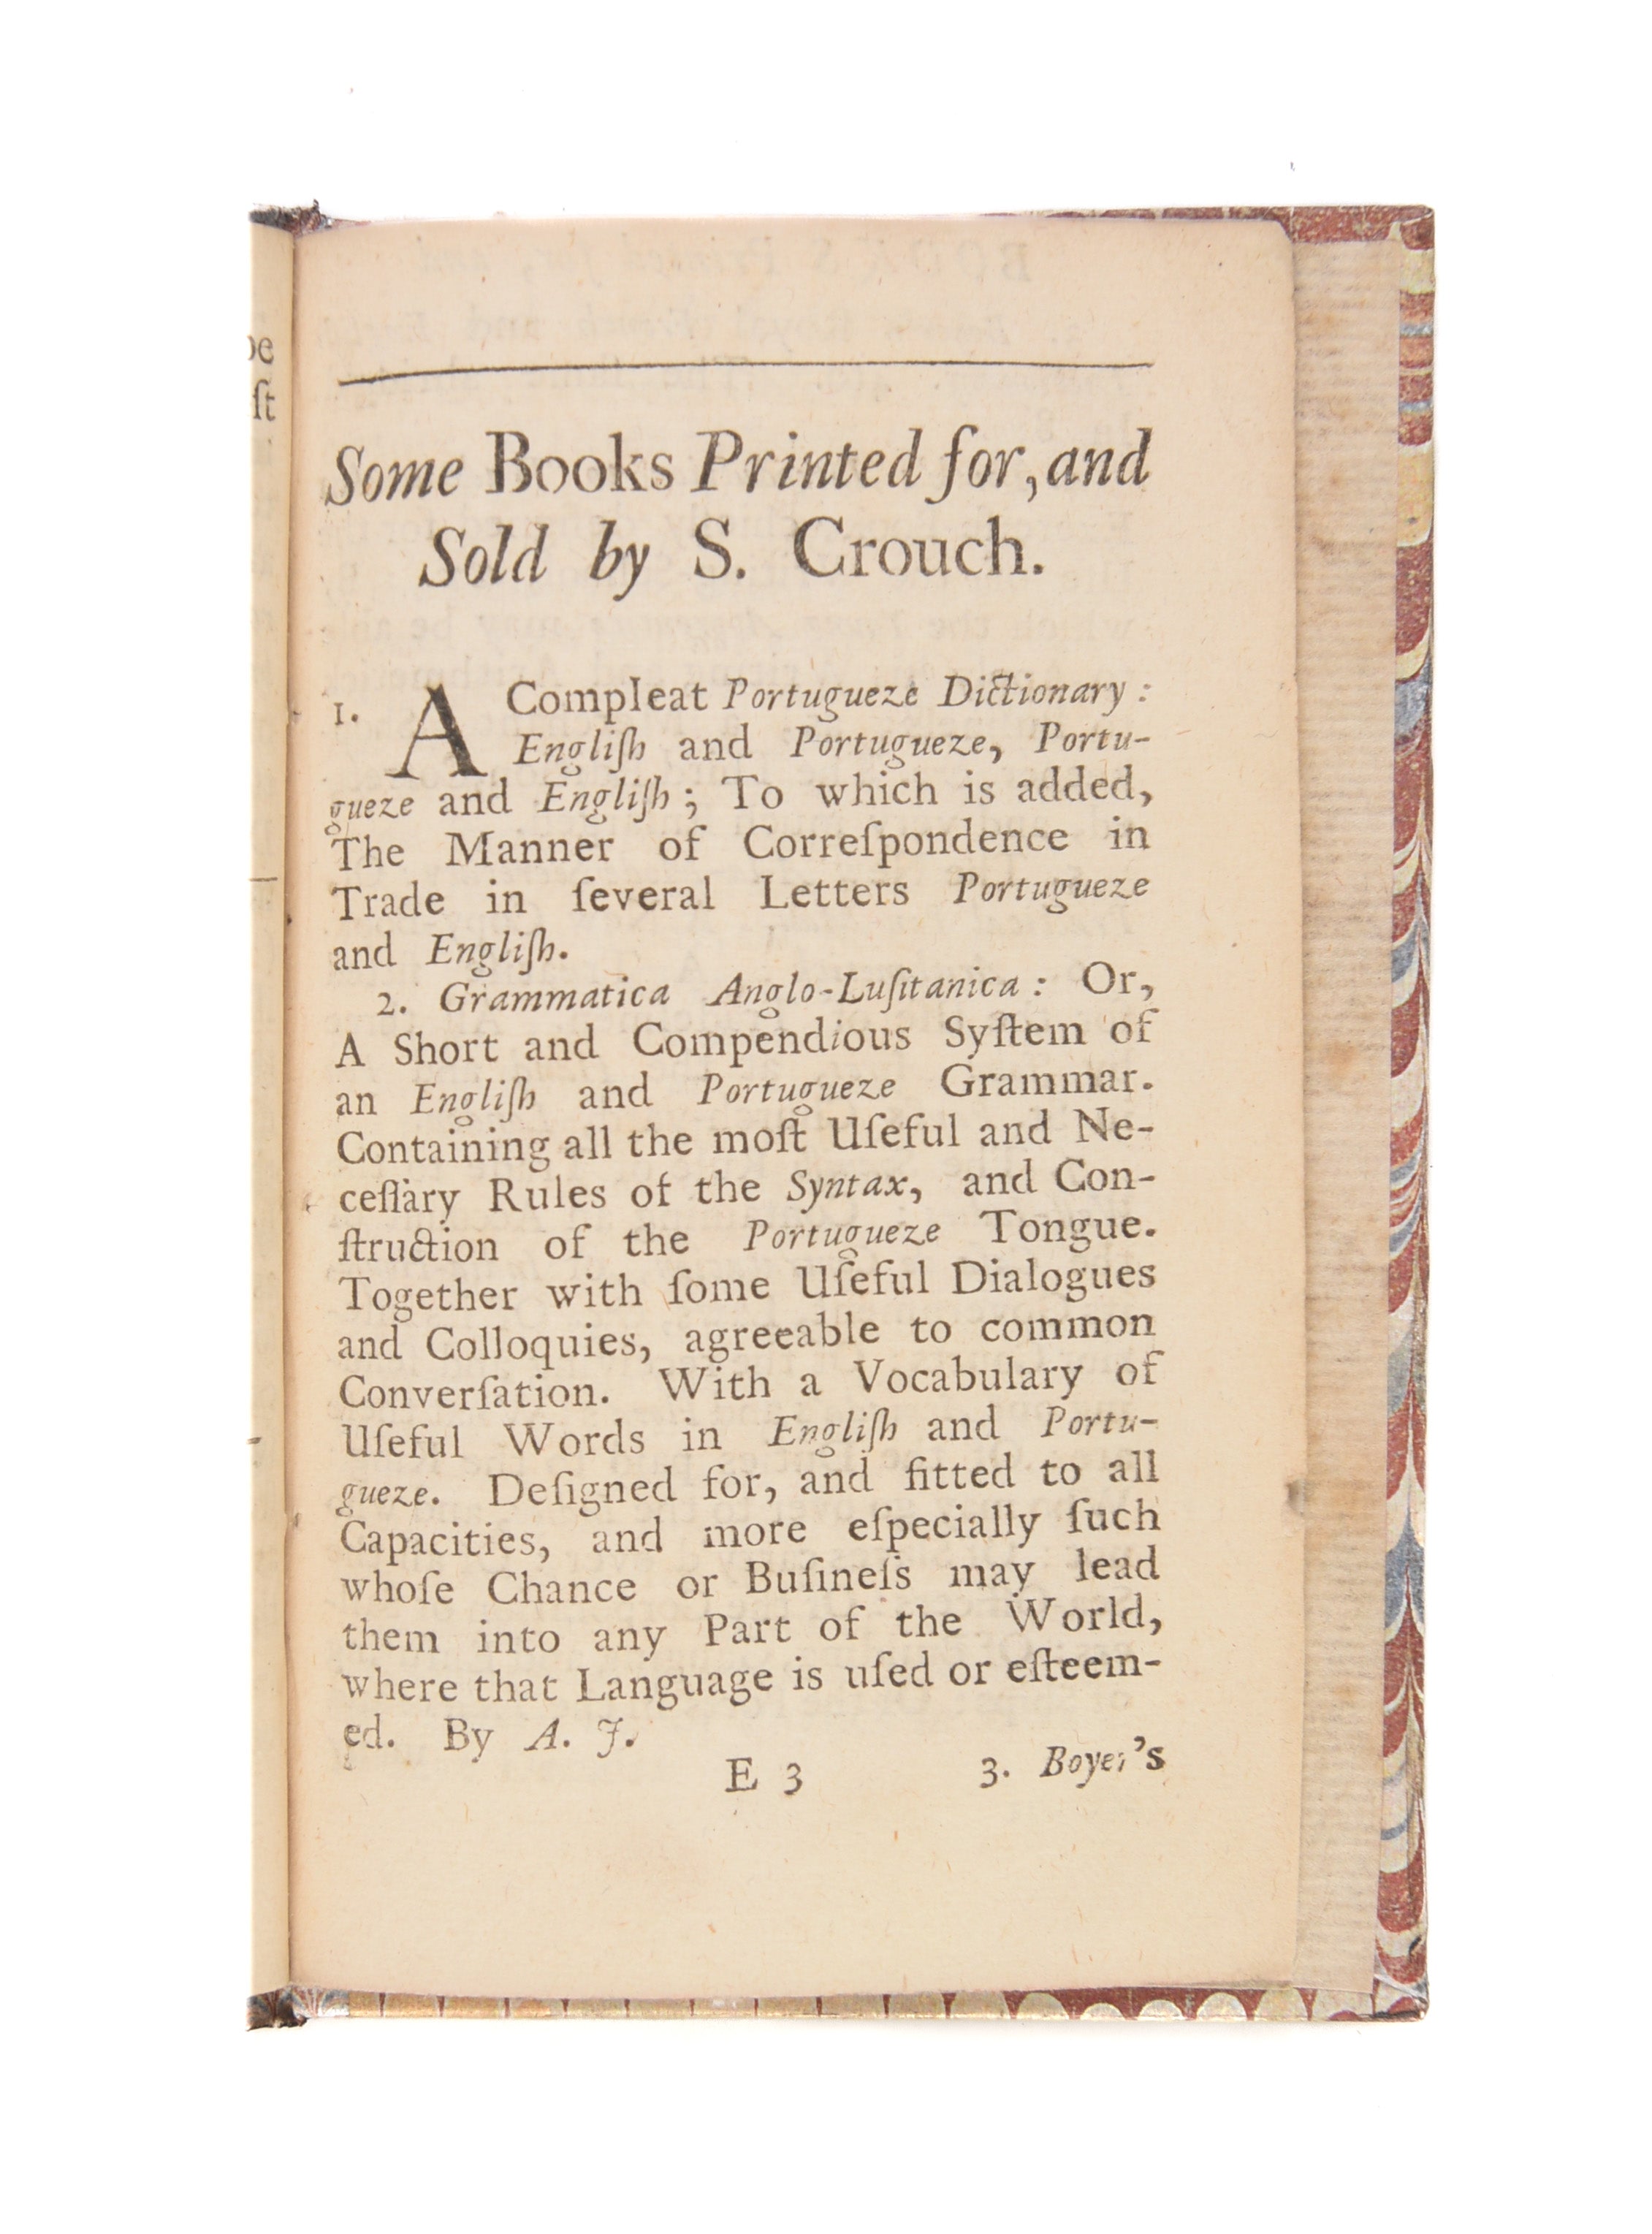 Some Books Printed for, and
Sold by S. Crouch.
1. A Compleat Portugueze Dictionary:
Engliſh and Portugueze, Portu-
gueze and Engliſh; To which is added,
The Manner of Correſpondence in
Trade in ſeveral Letters Portugueze
and Engliſh.
2. Grammatica Anglo-Luſitanica: Or,
A Short and Compendious Syſtem of
an Engliſh and Portugueze Grammar.
Containing all the moſt Uſeful and Ne-
ceſſary Rules of the Syntax, and Con-
ſtruction of the Portugueze Tongue.
Together with ſome Uſeful Dialogues
and Colloquies, agreeable to common
Converſation. With a Vocabulary of
Uſeful Words in Engliſh and Portu-
gueze. Deſigned for, and fitted to all
Capacities, and more eſpecially ſuch
whoſe Chance or Buſineſs may lead
them into any Part of the World,
where that Language is uſed or eſteem-
ed. By A. J.
E 3 3. Boyer's